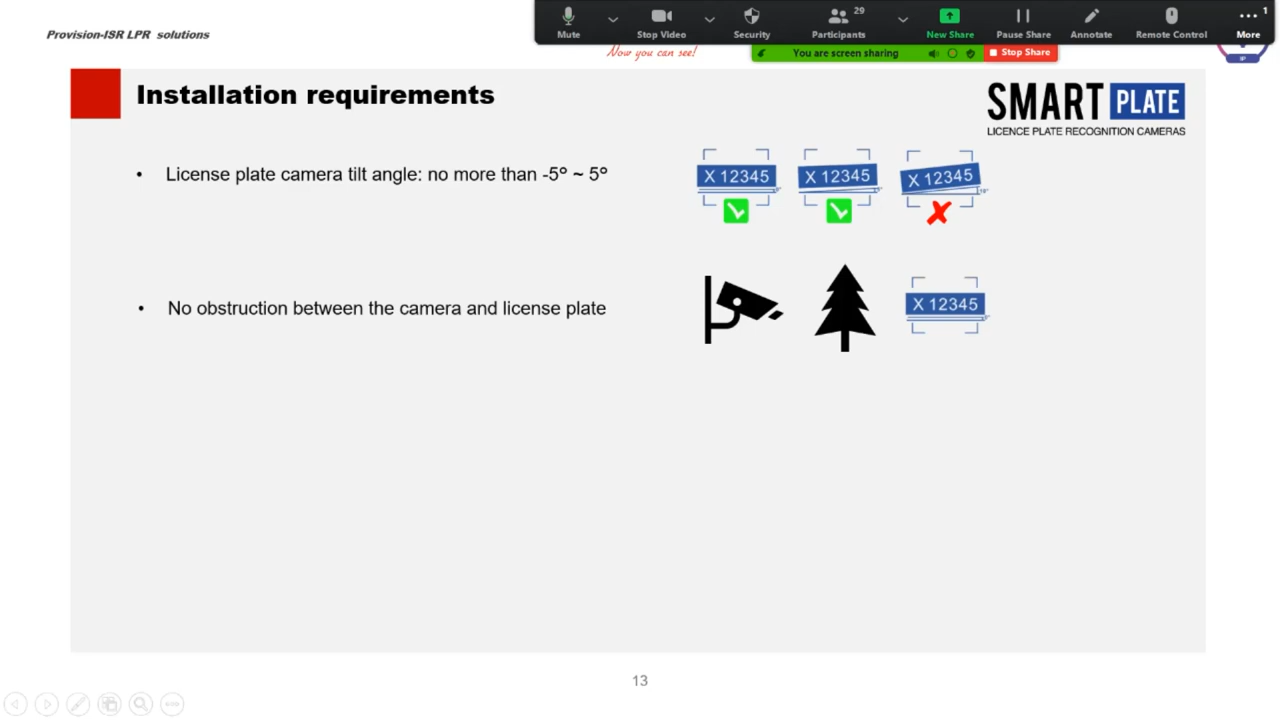 Provision-ISR LPR solutions
Mute
Stop Video
Security
29
Participants
New Share
Pause Share
Annotate
Remote Control
1
More
Now you can see!
You are screen sharing
Stop Share
Installation requirements
SMART PLATE
LICENCE PLATE RECOGNITION CAMERAS
• License plate camera tilt angle: no more than -5° ~ 5°
X 12345
X 12345
X 12345
• No obstruction between the camera and license plate
X 12345
13